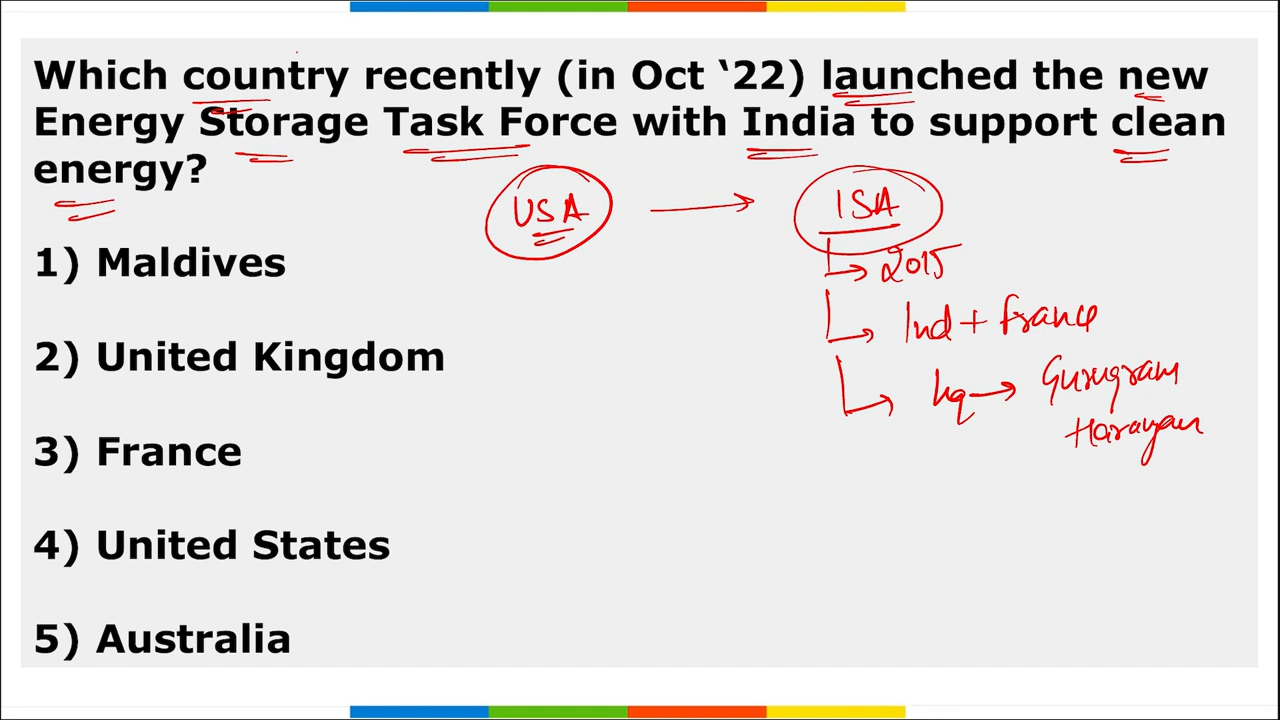 Which country recently (in Oct ‘22) launched the new
Energy Storage Task Force with India to support clean
energy?
USA → ISA
→ 2015
→ Ind + France
→ hq → Gurugram
Harayan
1) Maldives
2) United Kingdom
3) France
4) United States
5) Australia